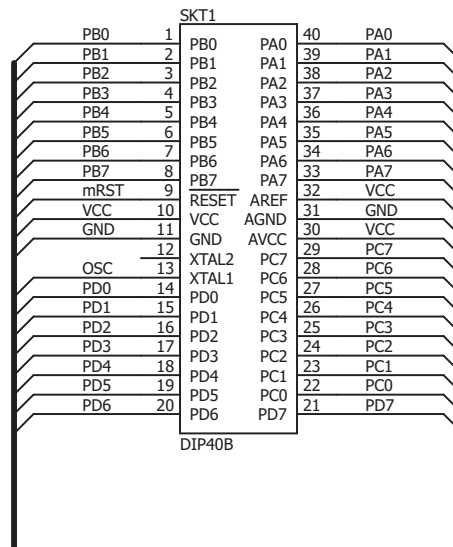 SKT1
PB0 1 PB0 PA0 40 PA0
PB1 2 PB1 PA1 39 PA1
PB2 3 PB2 PA2 38 PA2
PB3 4 PB3 PA3 37 PA3
PB4 5 PB4 PA4 36 PA4
PB5 6 PB5 PA5 35 PA5
PB6 7 PB6 PA6 34 PA6
PB7 8 PB7 PA7 33 PA7
mRST 9 RESET AREF 32 VCC
VCC 10 VCC AGND 31 GND
GND 11 GND AVCC 30 VCC
12 XTAL2 PC7 29 PC7
OSC 13 XTAL1 PC6 28 PC6
PD0 14 PD0 PC5 27 PC5
PD1 15 PD1 PC4 26 PC4
PD2 16 PD2 PC3 25 PC3
PD3 17 PD3 PC2 24 PC2
PD4 18 PD4 PC1 23 PC1
PD5 19 PD5 PC0 22 PC0
PD6 20 PD6 PD7 21 PD7
DIP40B